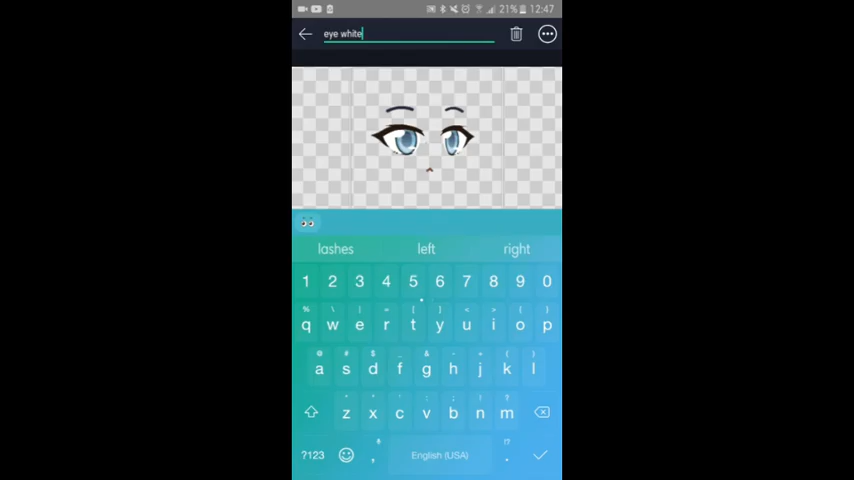 21% 12:47
eye white
lashes left right
1 2 3 4 5 6 7 8 9 0
% \ | = [ ] < > { }
q w e r t y u i o p
@ # $ _ & - + ( )
a s d f g h j k l
* " ' : ; ! ?
z x c v b n m
!?
?123 , English (USA) .